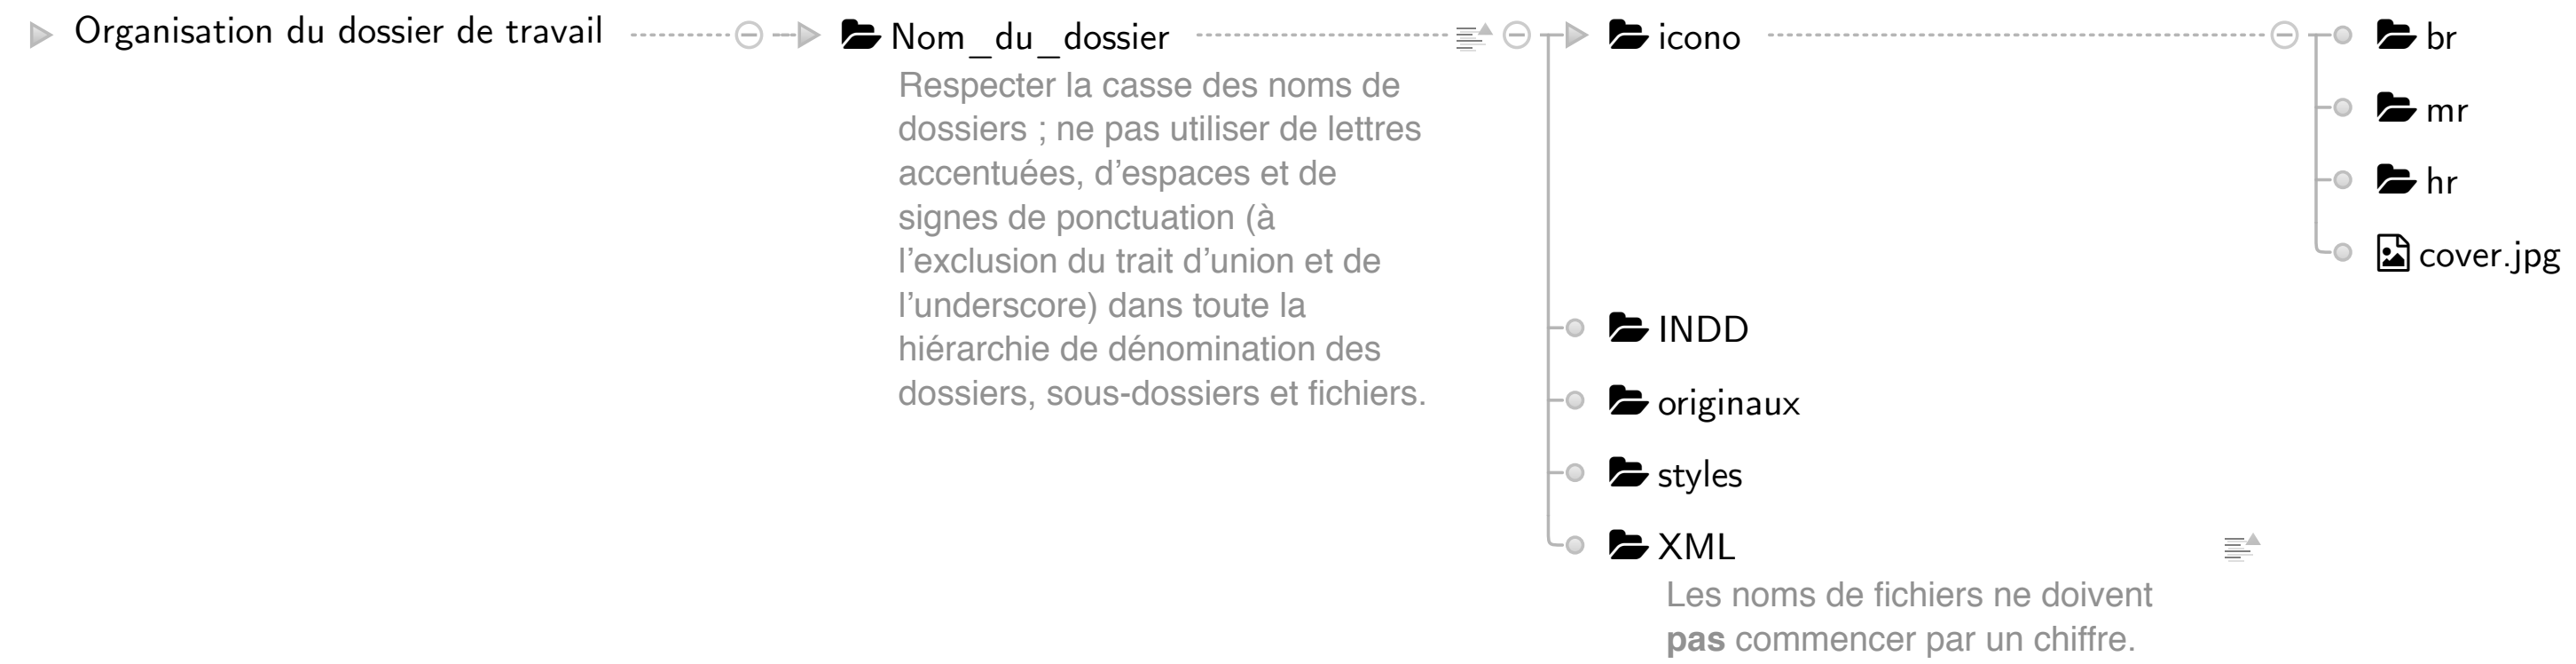 Organisation du dossier de travail
Nom_du_dossier
Respecter la casse des noms de
dossiers ; ne pas utiliser de lettres
accentuées, d’espaces et de
signes de ponctuation (à
l’exclusion du trait d’union et de
l’underscore) dans toute la
hiérarchie de dénomination des
dossiers, sous-dossiers et fichiers.
icono
br
mr
hr
cover.jpg
INDD
originaux
styles
XML
Les noms de fichiers ne doivent
pas commencer par un chiffre.